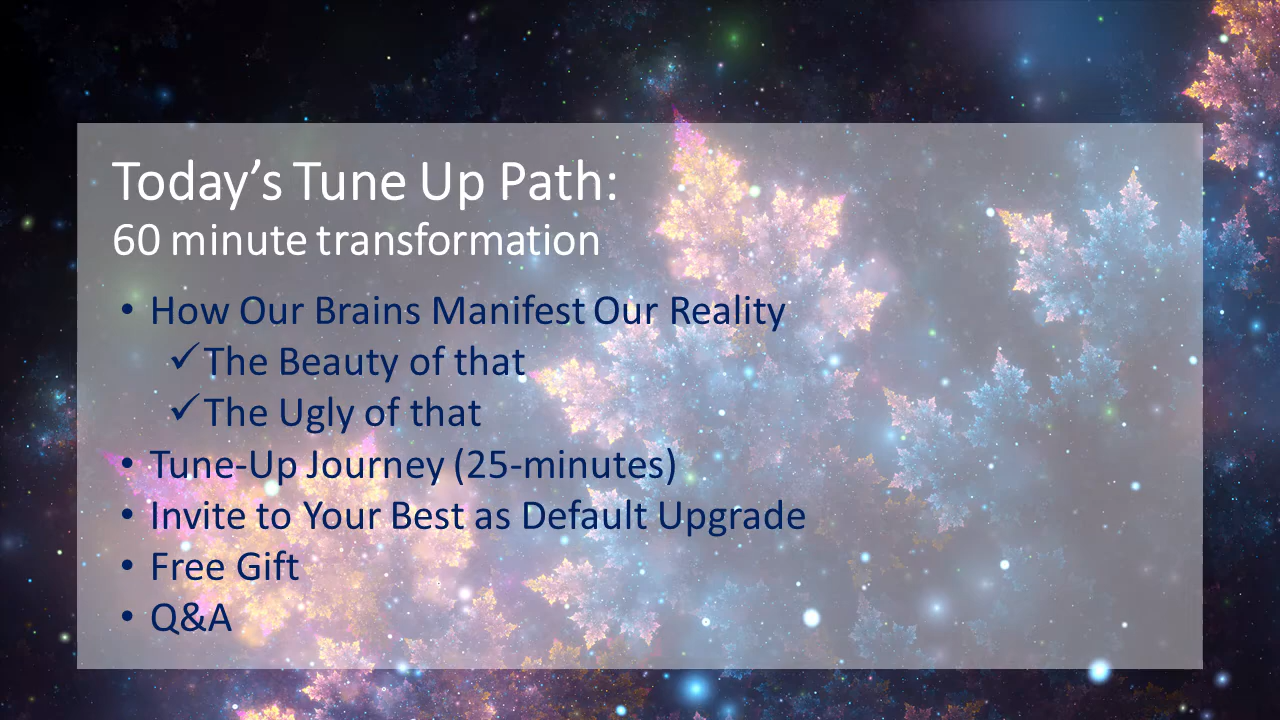 Today’s Tune Up Path:
60 minute transformation
• How Our Brains Manifest Our Reality
✓ The Beauty of that
✓ The Ugly of that
• Tune-Up Journey (25-minutes)
• Invite to Your Best as Default Upgrade
• Free Gift
• Q&A